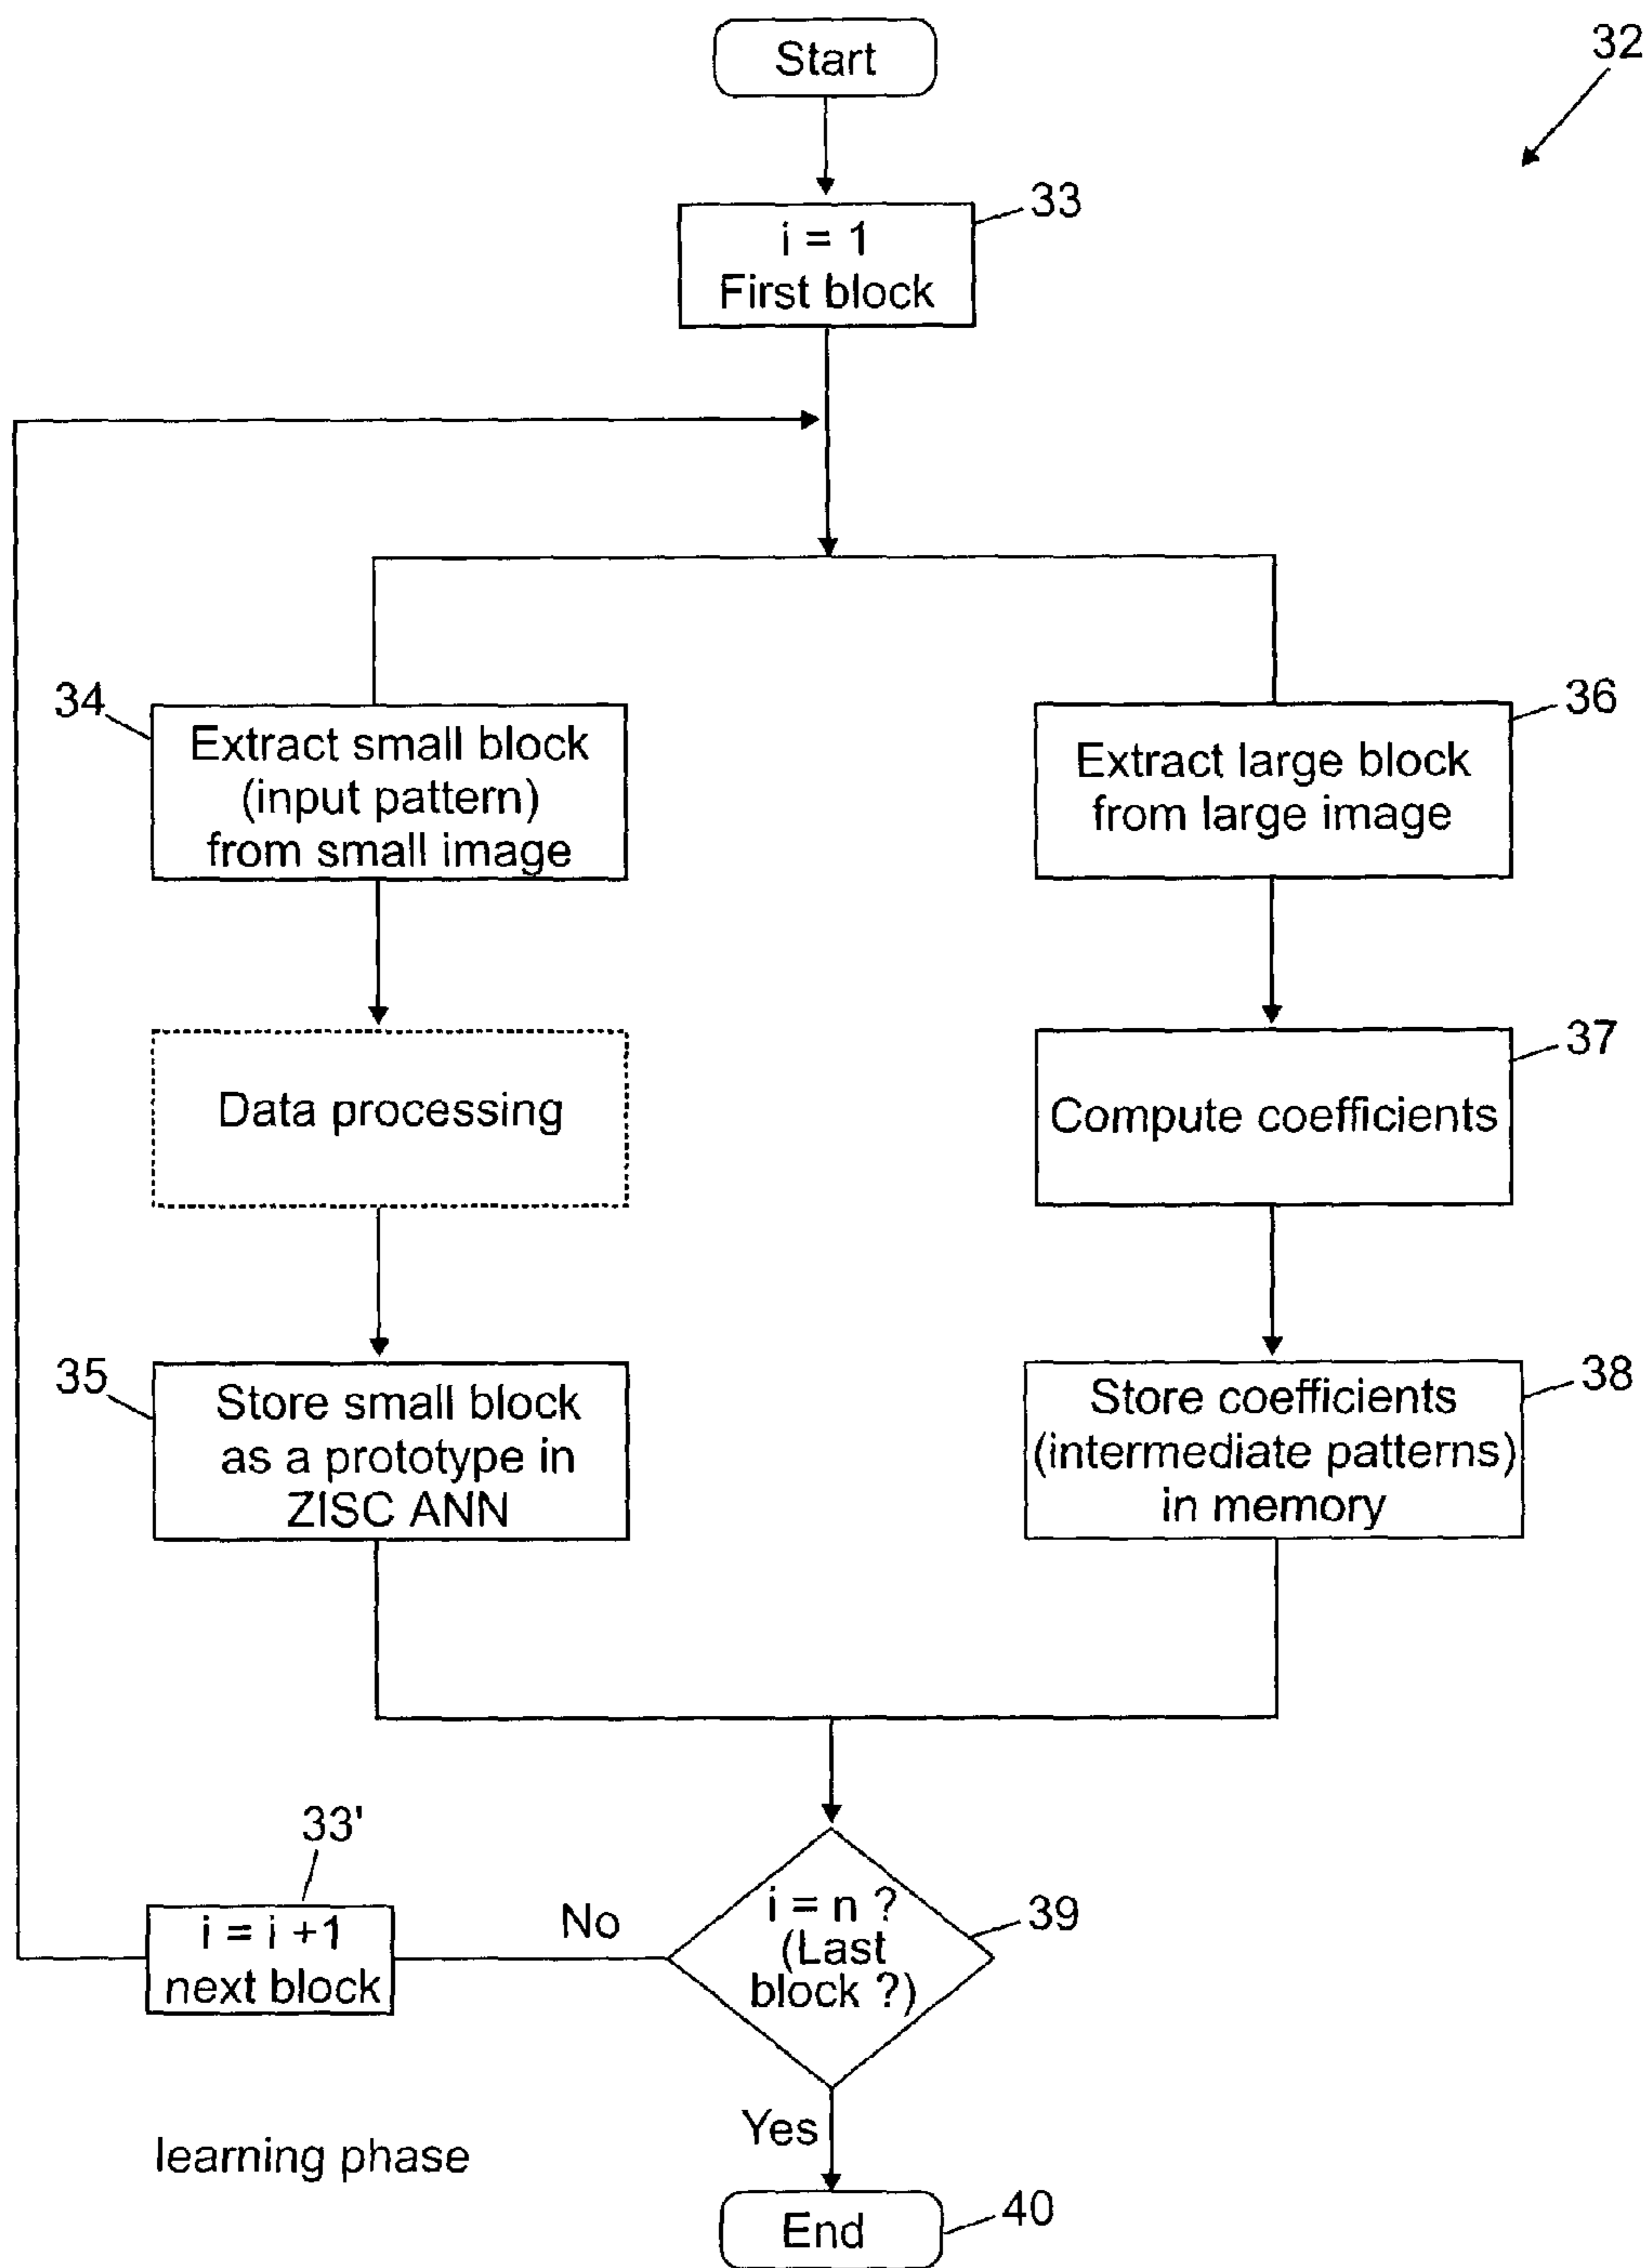 Start
32
33
i = 1
First block
34
Extract small block
(input pattern)
from small image
36
Extract large block
from large image
Data processing
37
Compute coefficients
35
Store small block
as a prototype in
ZISC ANN
38
Store coefficients
(intermediate patterns)
in memory
33'
i = i +1
next block
No
i = n ?
(Last
block ?)
39
Yes
learning phase
End
40